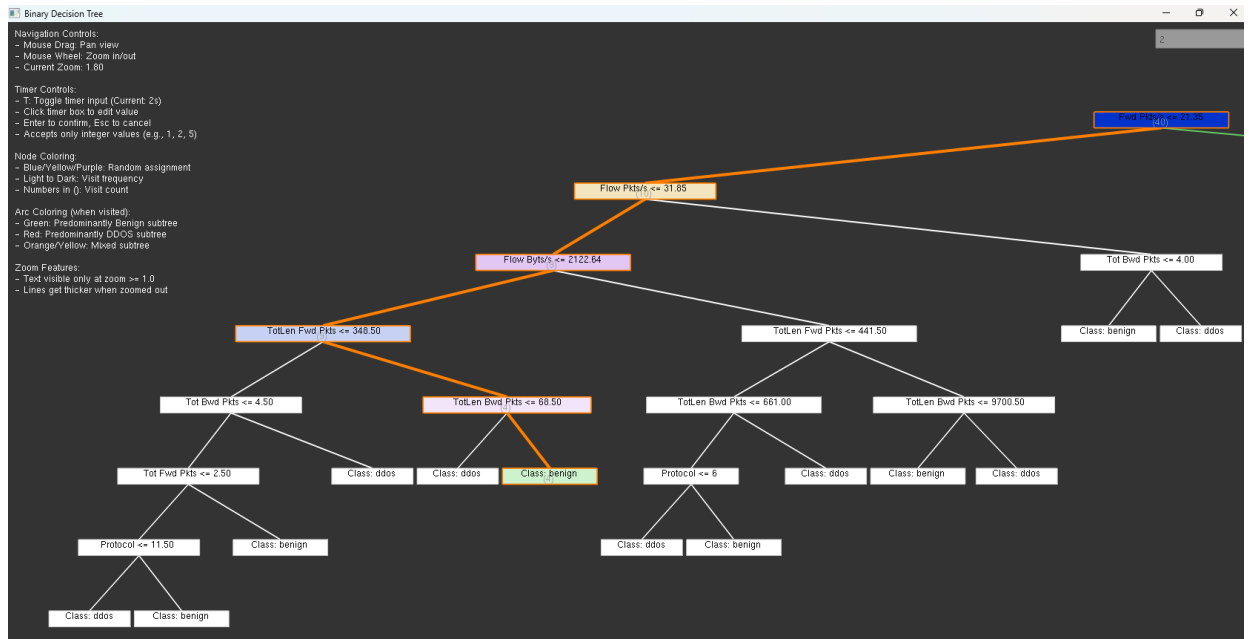 Binary Decision Tree
Navigation Controls:
- Mouse Drag: Pan view
- Mouse Wheel: Zoom in/out
- Current Zoom: 1.80
2
Timer Controls:
- T: Toggle timer input (Current: 2s)
- Click timer box to edit value
- Enter to confirm, Esc to cancel
- Accepts only integer values (e.g., 1, 2, 5)
Node Coloring:
- Blue/Yellow/Purple: Random assignment
- Light to Dark: Visit frequency
- Numbers in (): Visit count
Arc Coloring (when visited):
- Green: Predominantly Benign subtree
- Red: Predominantly DDOS subtree
- Orange/Yellow: Mixed subtree
Zoom Features:
- Text visible only at zoom >= 1.0
- Lines get thicker when zoomed out
Fwd Pkts/s <= 21.35
(40)
Flow Pkts/s <= 31.85
Flow Byts/s <= 2122.64
Tot Bwd Pkts <= 4.00
TotLen Fwd Pkts <= 348.50
TotLen Fwd Pkts <= 441.50
Class: benign
Class: ddos
Tot Bwd Pkts <= 4.50
TotLen Bwd Pkts <= 68.50
(4)
TotLen Bwd Pkts <= 661.00
TotLen Bwd Pkts <= 9700.50
Tot Fwd Pkts <= 2.50
Class: ddos
Class: ddos
Class: benign
(4)
Protocol <= 6
Class: ddos
Class: benign
Class: ddos
Protocol <= 11.50
Class: benign
Class: ddos
Class: benign
Class: ddos
Class: benign